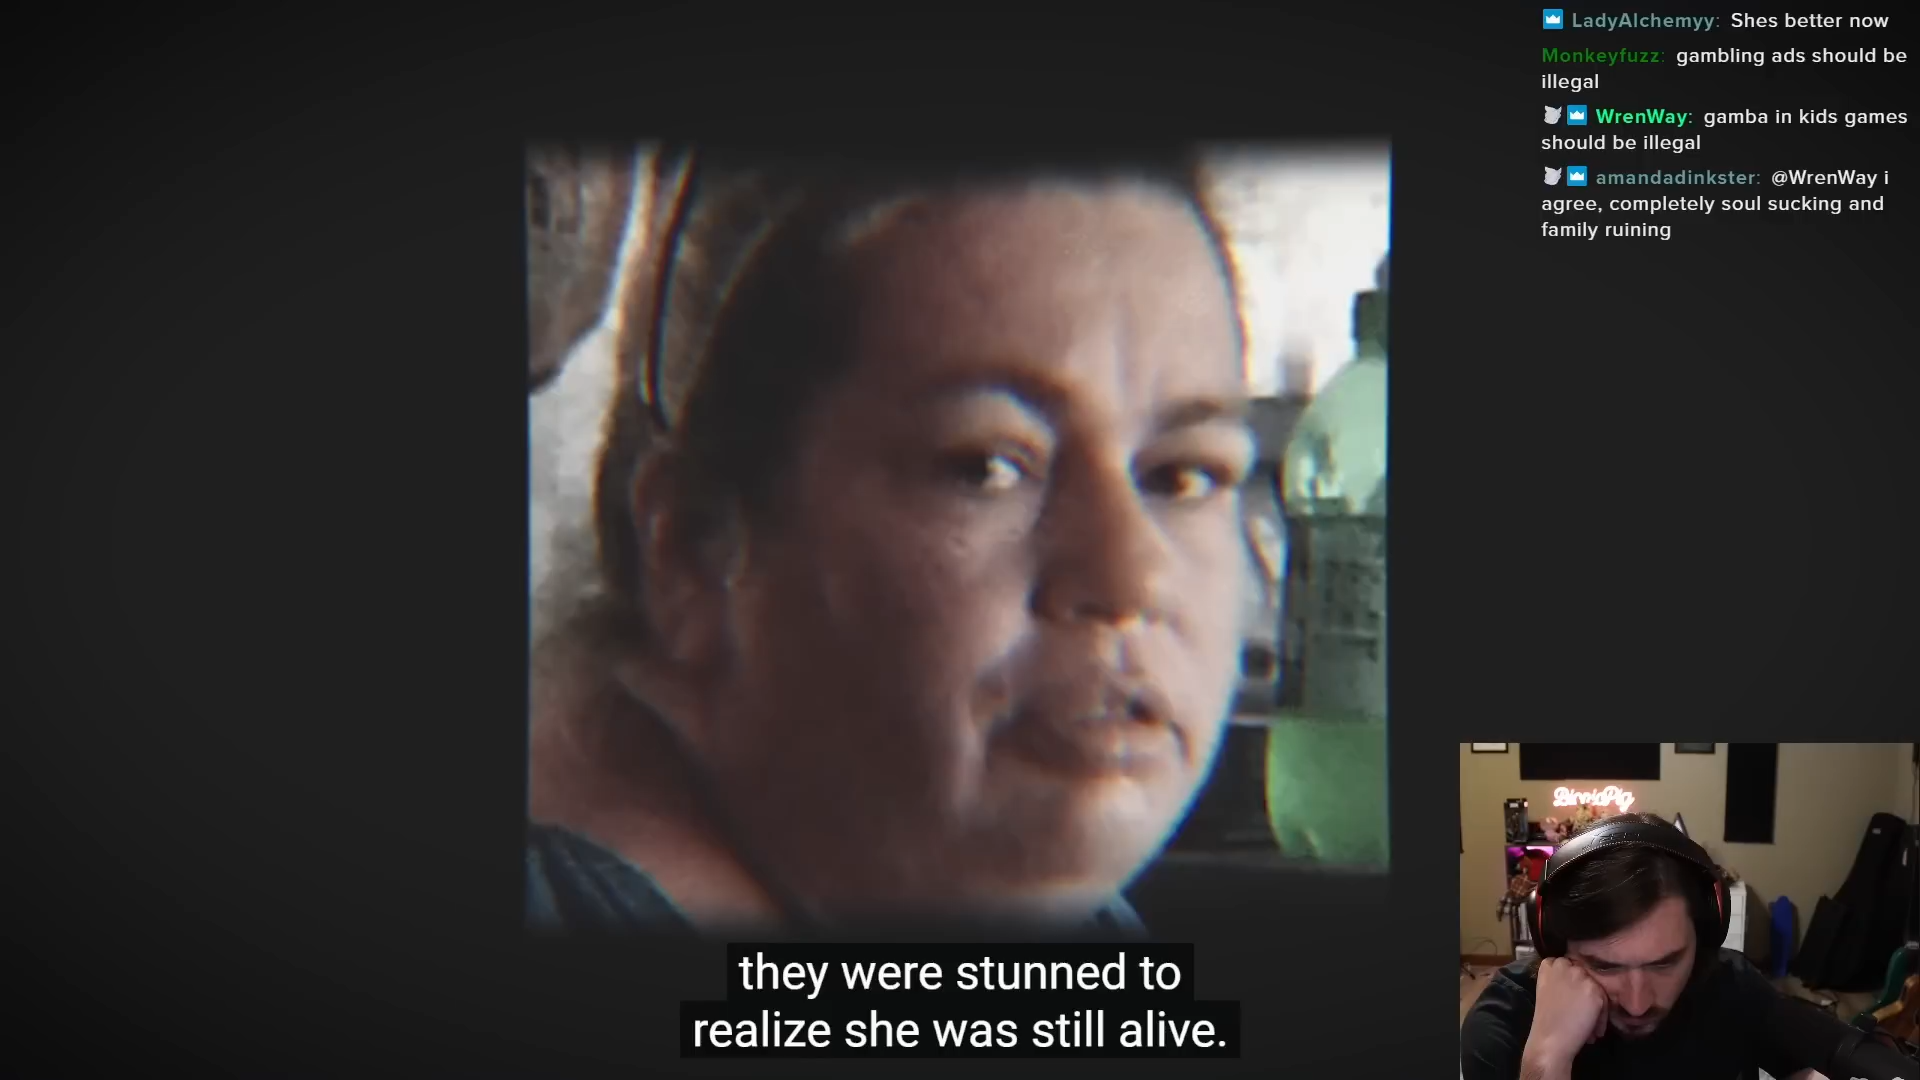 LadyAlchemyy: Shes better now
Monkeyfuzz: gambling ads should be
illegal
WrenWay: gamba in kids games
should be illegal
amandadinkster: @WrenWay i
agree, completely soul sucking and
family ruining
they were stunned to
realize she was still alive.